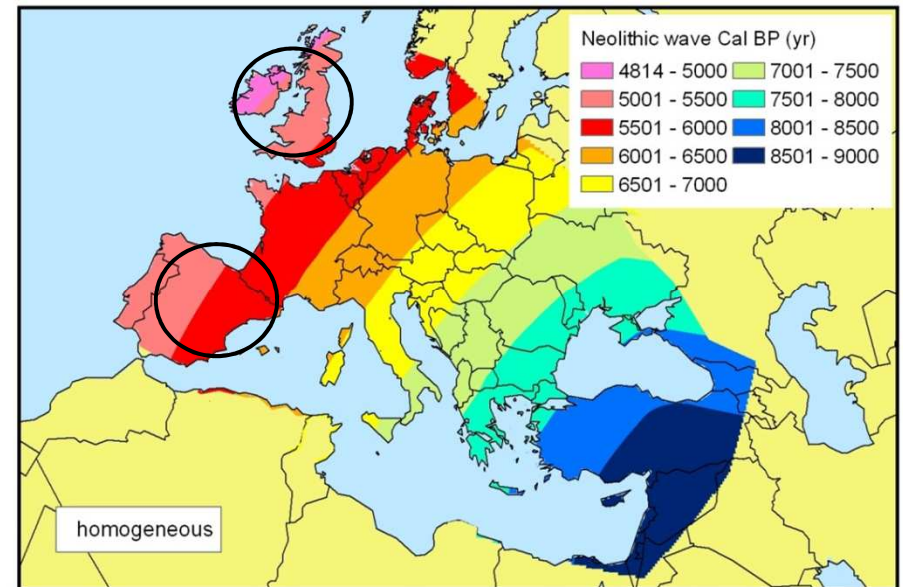 Neolithic wave Cal BP (yr)
4814 - 5000 7001 - 7500
5001 - 5500 7501 - 8000
5501 - 6000 8001 - 8500
6001 - 6500 8501 - 9000
6501 - 7000
homogeneous